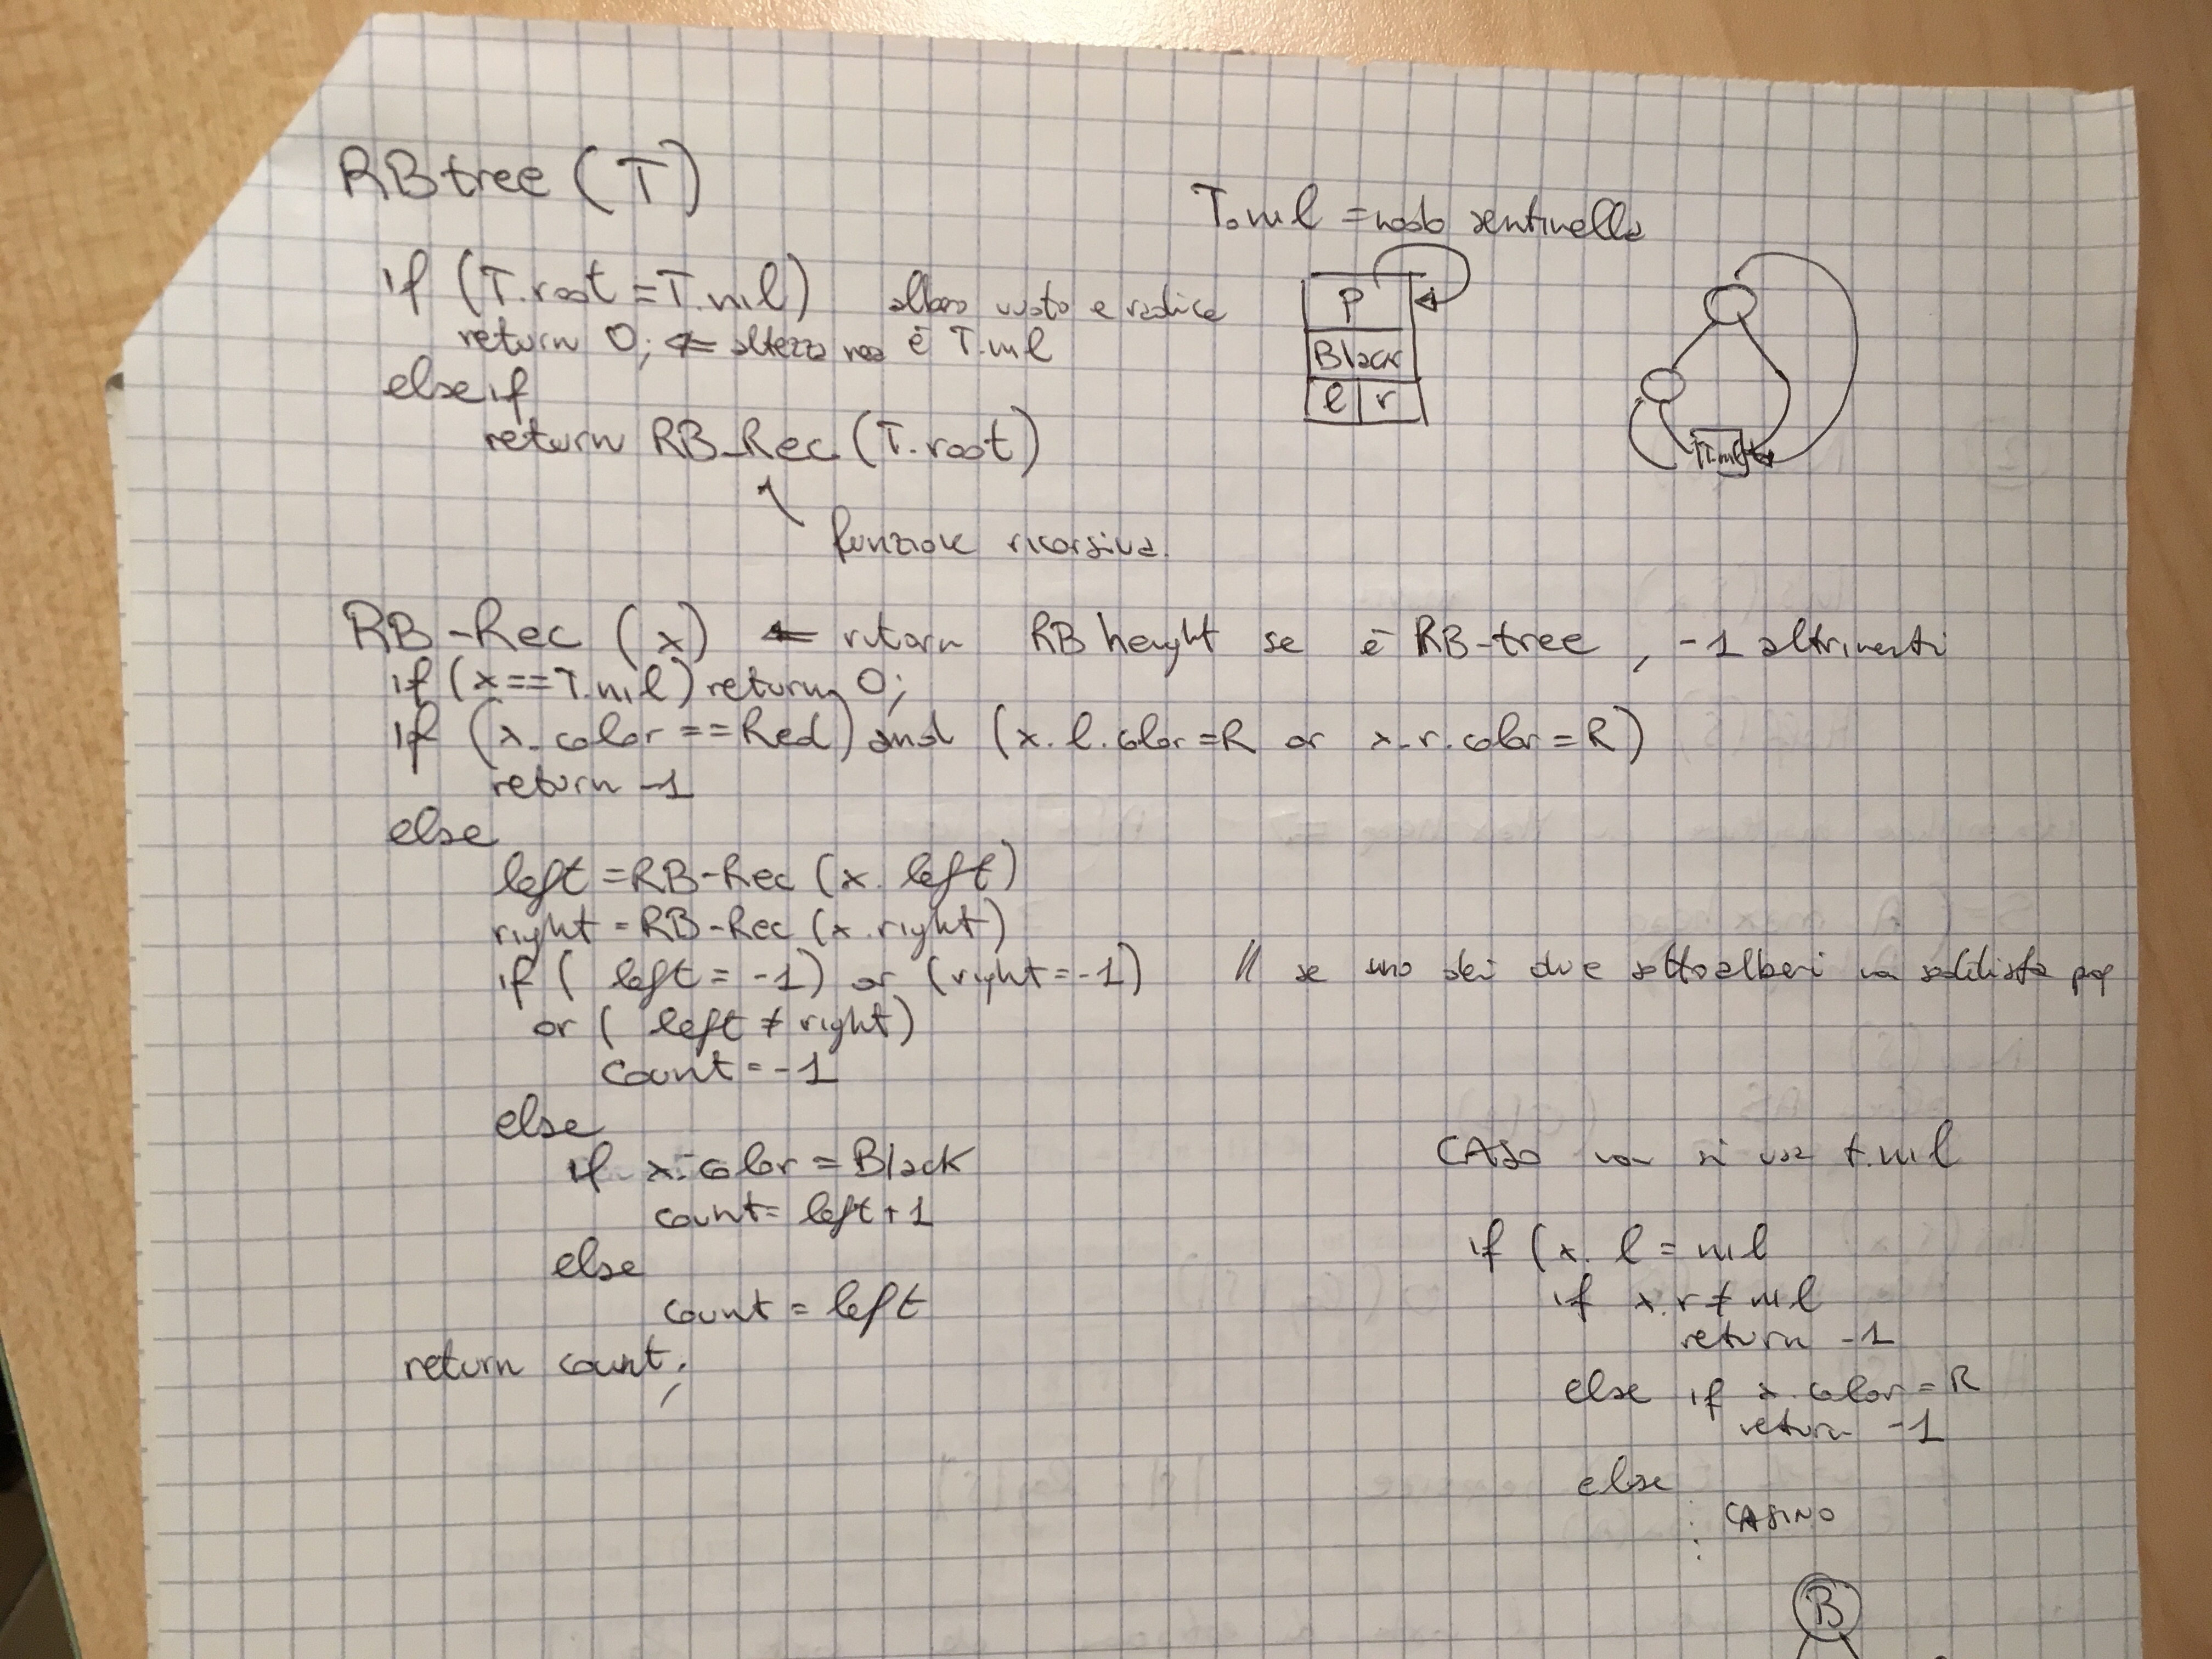 RBtree (T)
T.nil = nodo sentinella
if (T.root = T.nil) albero vuoto e radice
return 0; ⇐ altezza nea è T.nil
else if
return RB_Rec (T.root)
funzione ricorsiva.
P
Black
l r
T.nil
RB-Rec (x) ← ritorn RB height se è RB-tree, -1 altrimenti
if (x==T.nil) return 0;
if (x.color == Red) and (x.l.color=R or x.r.color=R)
return -1
else
left = RB-Rec (x.left)
right = RB-Rec (x.right)
if ( left = -1) or (right = -1) // se uno dei due sottoalberi non soddisfa prop
or ( left ≠ right)
count = -1
else
if x.color = Black
count = left + 1
else
count = left
return count;
CASO non si usa t.nil
if (x. l = nil
if x.r ≠ nil
return -1
else if x.color = R
return -1
else
: CASINO
:
B